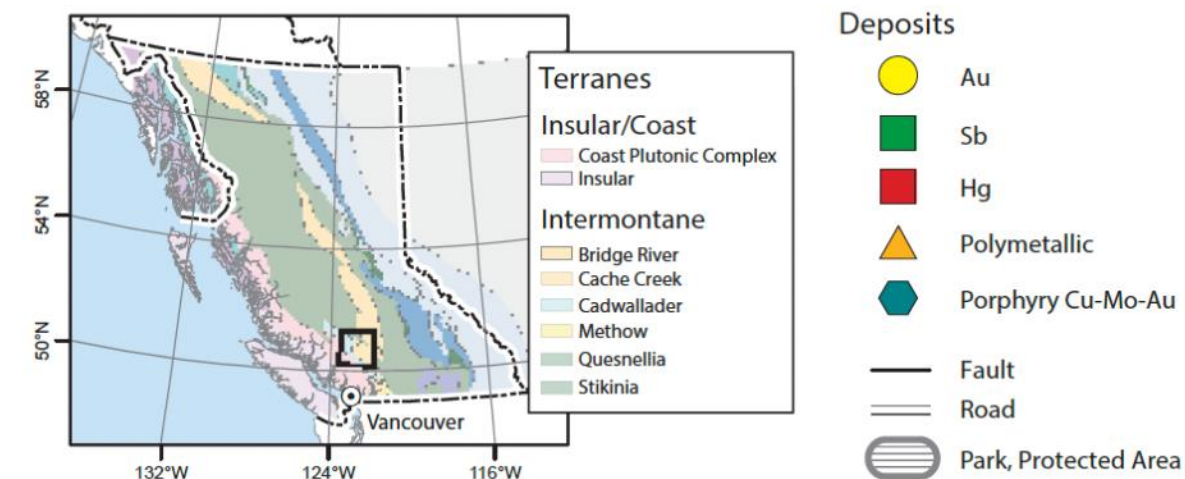 58°N
54°N
50°N
132°W
124°W
116°W
Vancouver
Terranes
Insular/Coast
Coast Plutonic Complex
Insular
Intermontane
Bridge River
Cache Creek
Cadwallader
Methow
Quesnellia
Stikinia
Deposits
Au
Sb
Hg
Polymetallic
Porphyry Cu-Mo-Au
Fault
Road
Park, Protected Area